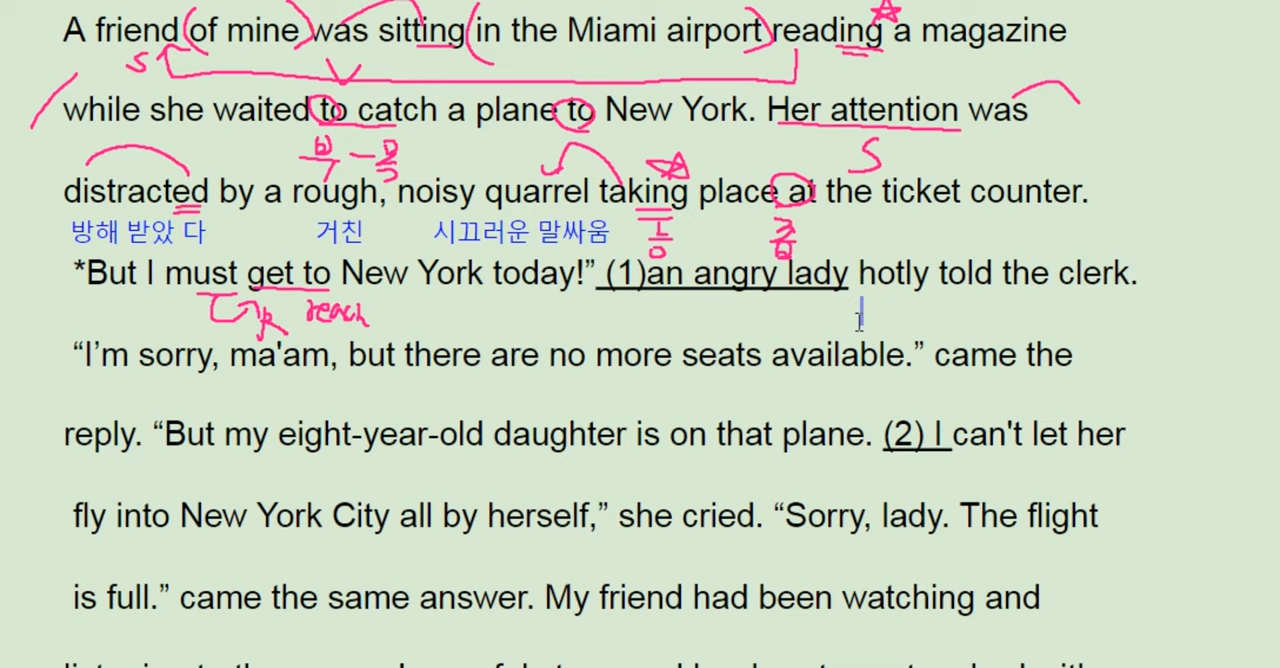 A friend of mine was sitting in the Miami airport reading a magazine
S
while she waited to catch a plane to New York. Her attention was
S
distracted by a rough, noisy quarrel taking place at the ticket counter.
방해 받았 다 거친 시끄러운 말싸움
*But I must get to New York today!” (1)an angry lady hotly told the clerk.
reach
“I’m sorry, ma'am, but there are no more seats available.” came the
reply. “But my eight-year-old daughter is on that plane. (2) I can't let her
fly into New York City all by herself,” she cried. “Sorry, lady. The flight
is full.” came the same answer. My friend had been watching and